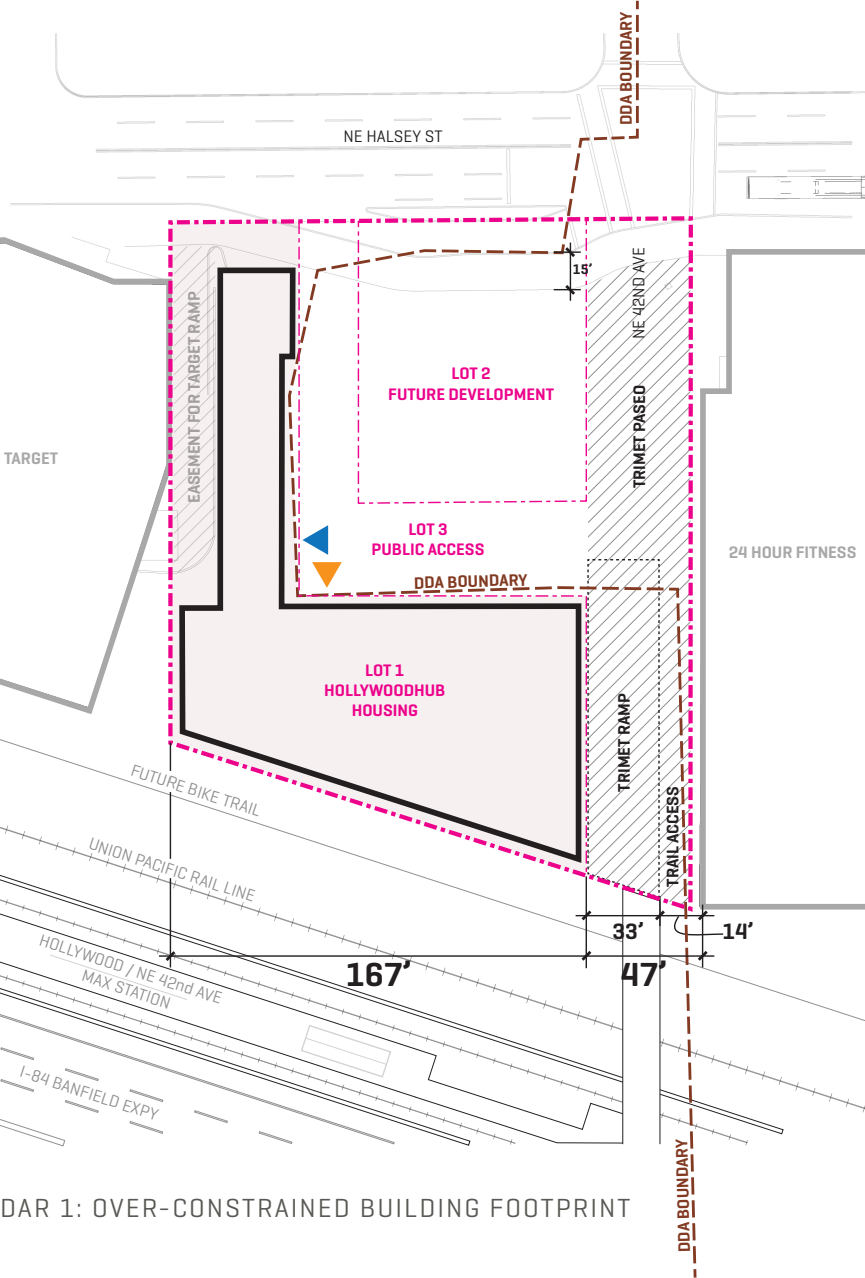 DDA BOUNDARY
NE HALSEY ST
15’
NE 42ND AVE
EASEMENT FOR TARGET RAMP
LOT 2
FUTURE DEVELOPMENT
TRIMET PASEO
TARGET
LOT 3
PUBLIC ACCESS
24 HOUR FITNESS
DDA BOUNDARY
LOT 1
HOLLYWOODHUB
HOUSING
TRIMET RAMP
TRAIL ACCESS
FUTURE BIKE TRAIL
UNION PACIFIC RAIL LINE
33’
14’
HOLLYWOOD / NE 42nd AVE
MAX STATION
167’
47’
I-84 BANFIELD EXPY
DDA BOUNDARY
DAR 1: OVER-CONSTRAINED BUILDING FOOTPRINT